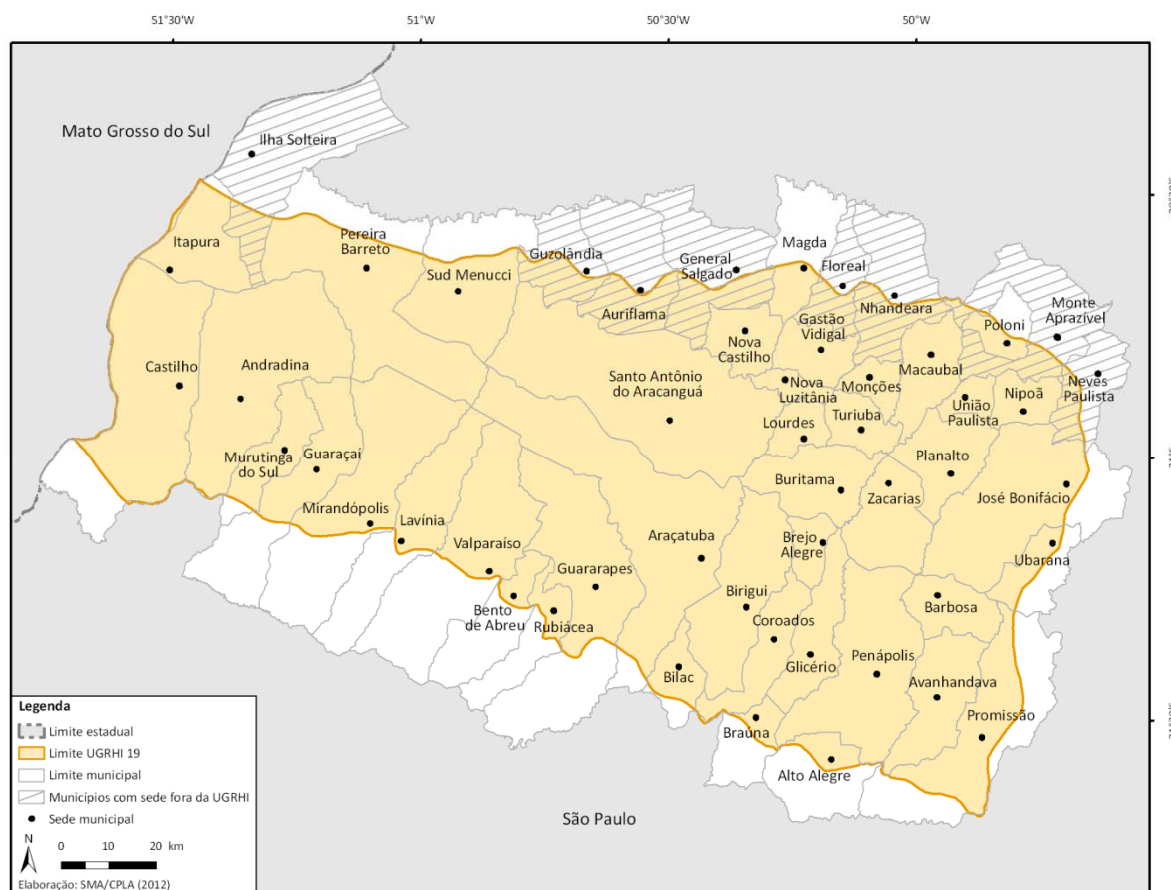 51°30'W
51°W
50°30'W
50°W
Mato Grosso do Sul
Ilha Solteira
20°30'S
Itapura
Pereira
Barreto
Sud Menucci
Guzolândia
General
Salgado
Magda
Floreal
Auriflama
Nhandeara
Gastão
Vidigal
Poloni
Monte
Aprazível
Castilho
Andradina
Nova
Castilho
Macaubal
Neves
Paulista
Santo Antônio
do Aracanguá
Nova
Luzitânia
Monções
União
Paulista
Nipoã
Lourdes
Turiuba
Murutinga
do Sul
Guaraçaí
Planalto
21°S
Buritama
Zacarias
José Bonifácio
Mirandópolis
Lavínia
Valparaíso
Araçatuba
Brejo
Alegre
Ubarana
Guararapes
Birigui
Barbosa
Bento
de Abreu
Rubiácea
Coroados
Glicério
Penápolis
Bilac
Avanhandava
Promissão
21°30'S
Braúna
Alto Alegre
São Paulo
Legenda
Limite estadual
Limite UGRHI 19
Limite municipal
Municípios com sede fora da UGRHI
Sede municipal
N
0 10 20 km
Elaboração: SMA/CPLA (2012)